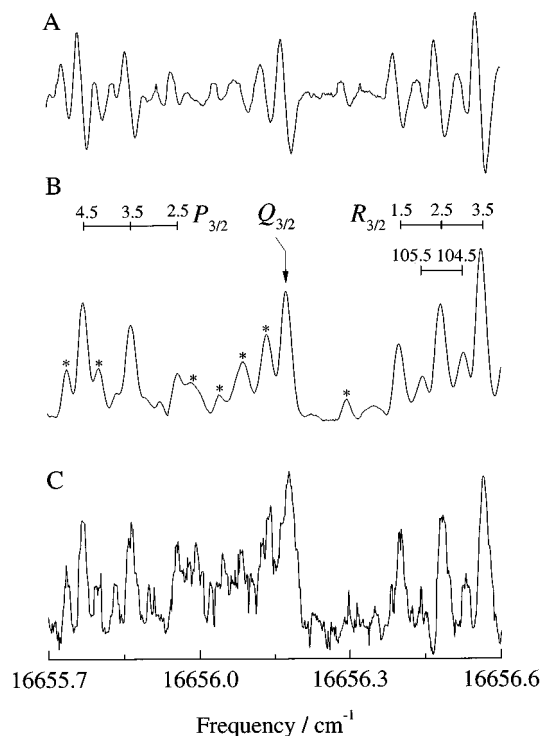 A
B
4.5 3.5 2.5 P3/2 Q3/2 R3/2 1.5 2.5 3.5
105.5 104.5
* * * * * * *
C
16655.7 16656.0 16656.3 16656.6
Frequency / cm-1